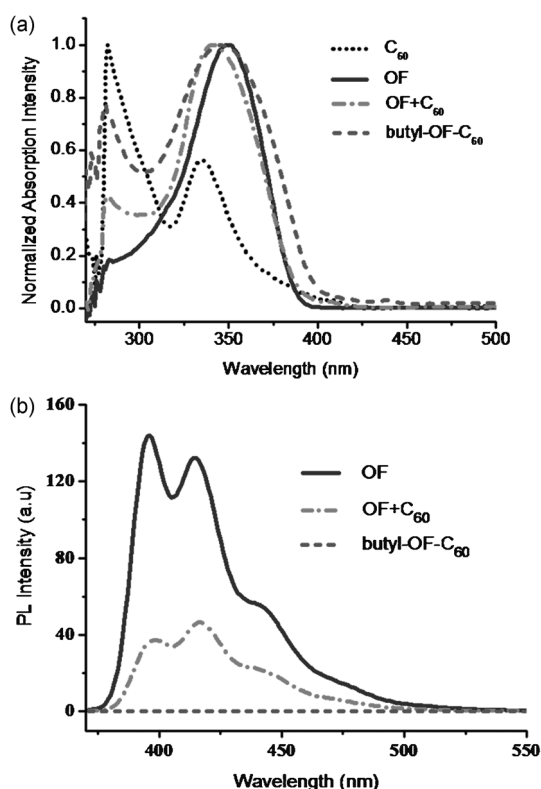 (a)
Normalized Absorption Intensity
1.0
0.8
0.6
0.4
0.2
0.0
C60
OF
OF+C60
butyl-OF-C60
300 350 400 450 500
Wavelength (nm)
(b)
PL Intensity (a.u)
160
120
80
40
0
OF
OF+C60
butyl-OF-C60
400 450 500 550
Wavelength (nm)